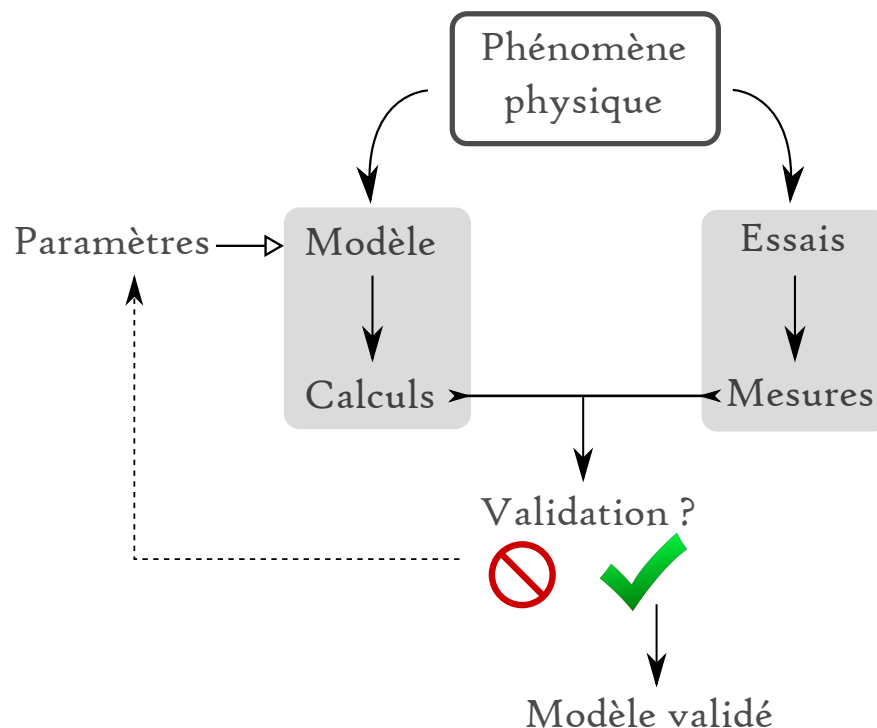 Phénomène
physique
Paramètres
Modèle
Essais
Calculs
Mesures
Validation ?
Modèle validé